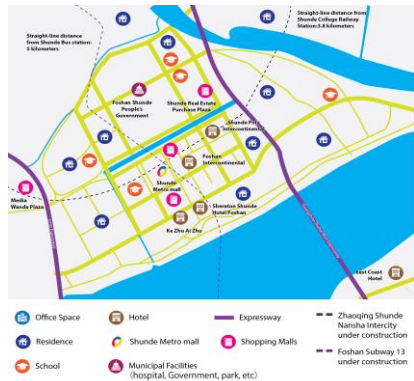 Straight-line distance
from Shunde Bus station:
5 kilometers
Straight-line distance from
Shunde College Railway
Station:5.8 kilometers
Foshan Shunde
People's
Government
Shunde Real Estate
Purchase Plaza
Shunde Park
Intercontinental
Foshan
Intercontinental
Shunde
Metro mall
Media
Wanda Plaza
Sheraton Shunde
Hotel Foshan
Ke Zhu Ai Zhu
East Coast
Hotel
Office Space
Hotel
Expressway
Zhaoqing Shunde
Nansha Intercity
under construction
Residence
Shunde Metro mall
Shopping Malls
School
Municipal Facilities
(hospital, Government, park, etc)
Foshan Subway 13
under construction